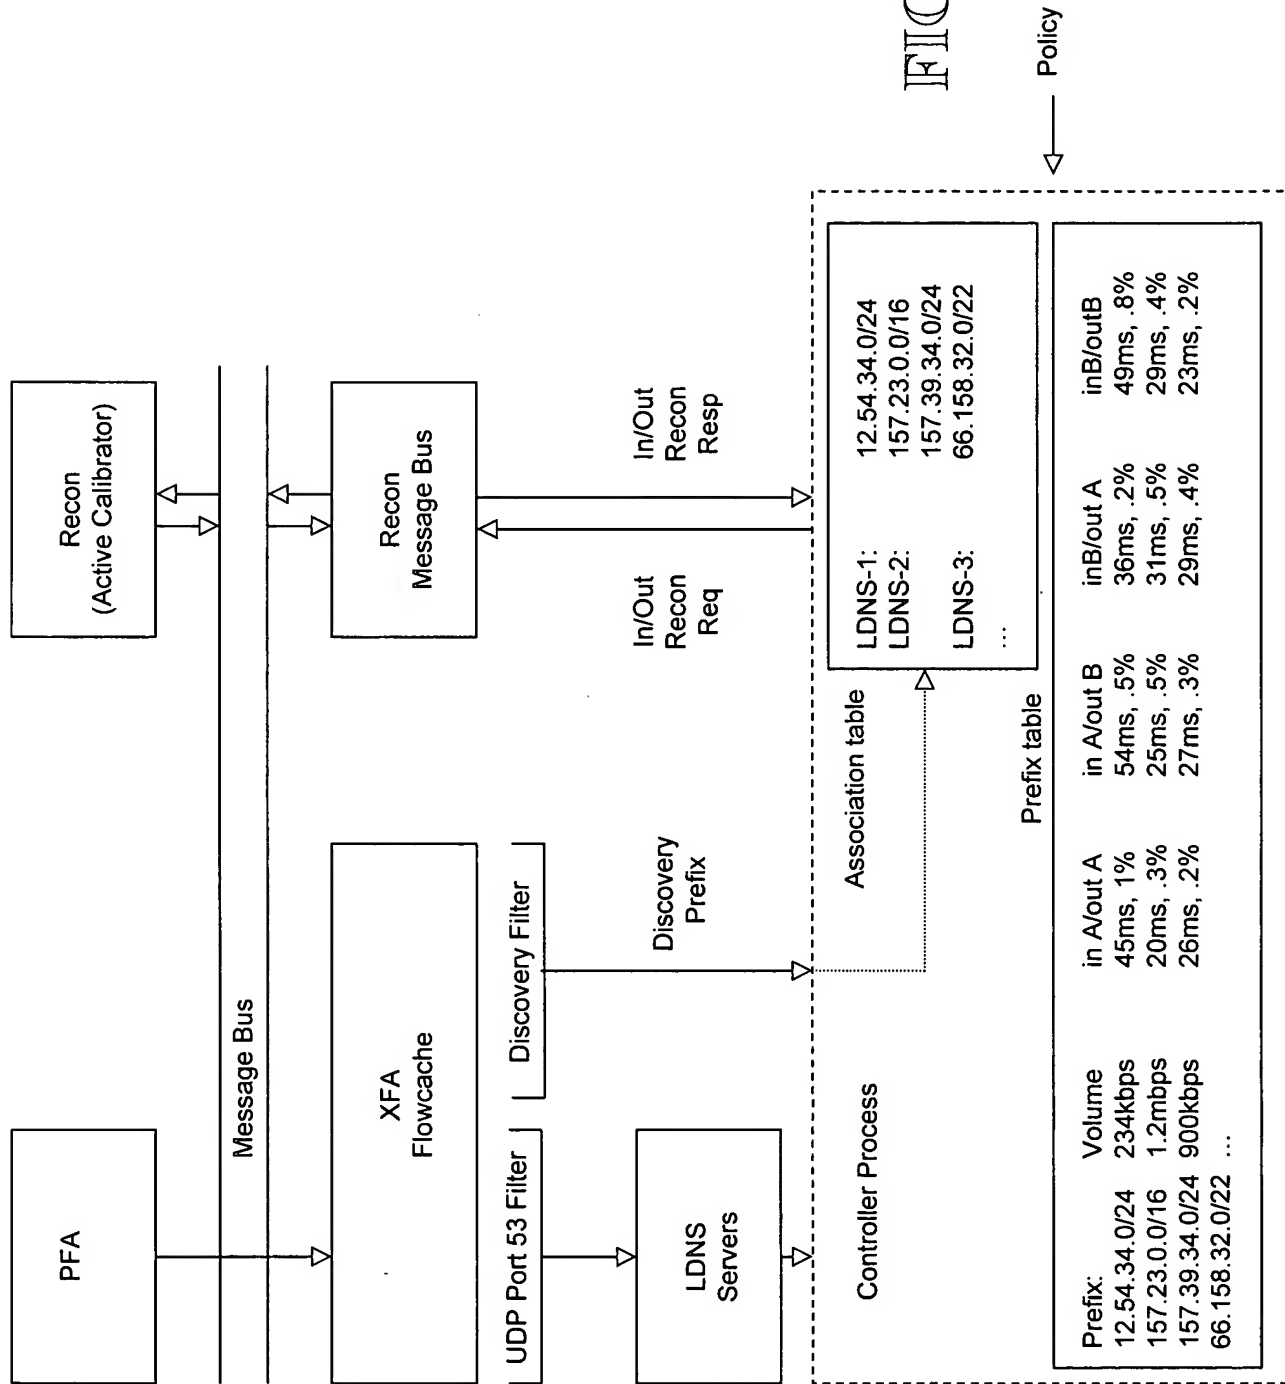 PFA
Recon
(Active Calibrator)
Message Bus
XFA
Flowcache
Recon
Message Bus
UDP Port 53 Filter
Discovery Filter
LDNS
Servers
Discovery
Prefix
In/Out
Recon
Req
In/Out
Recon
Resp
FIG
Policy
Controller Process
Association table
LDNS-1: 12.54.34.0/24
LDNS-2: 157.23.0.0/16
157.39.34.0/24
LDNS-3: 66.158.32.0/22
...
Prefix table
Prefix: Volume in A/out A in A/out B inB/out A inB/outB
12.54.34.0/24 234kbps 45ms, 1% 54ms, .5% 36ms, .2% 49ms, .8%
157.23.0.0/16 1.2mbps 20ms, .3% 25ms, .5% 31ms, .5% 29ms, .4%
157.39.34.0/24 900kbps 26ms, .2% 27ms, .3% 29ms, .4% 23ms, .2%
66.158.32.0/22 ...